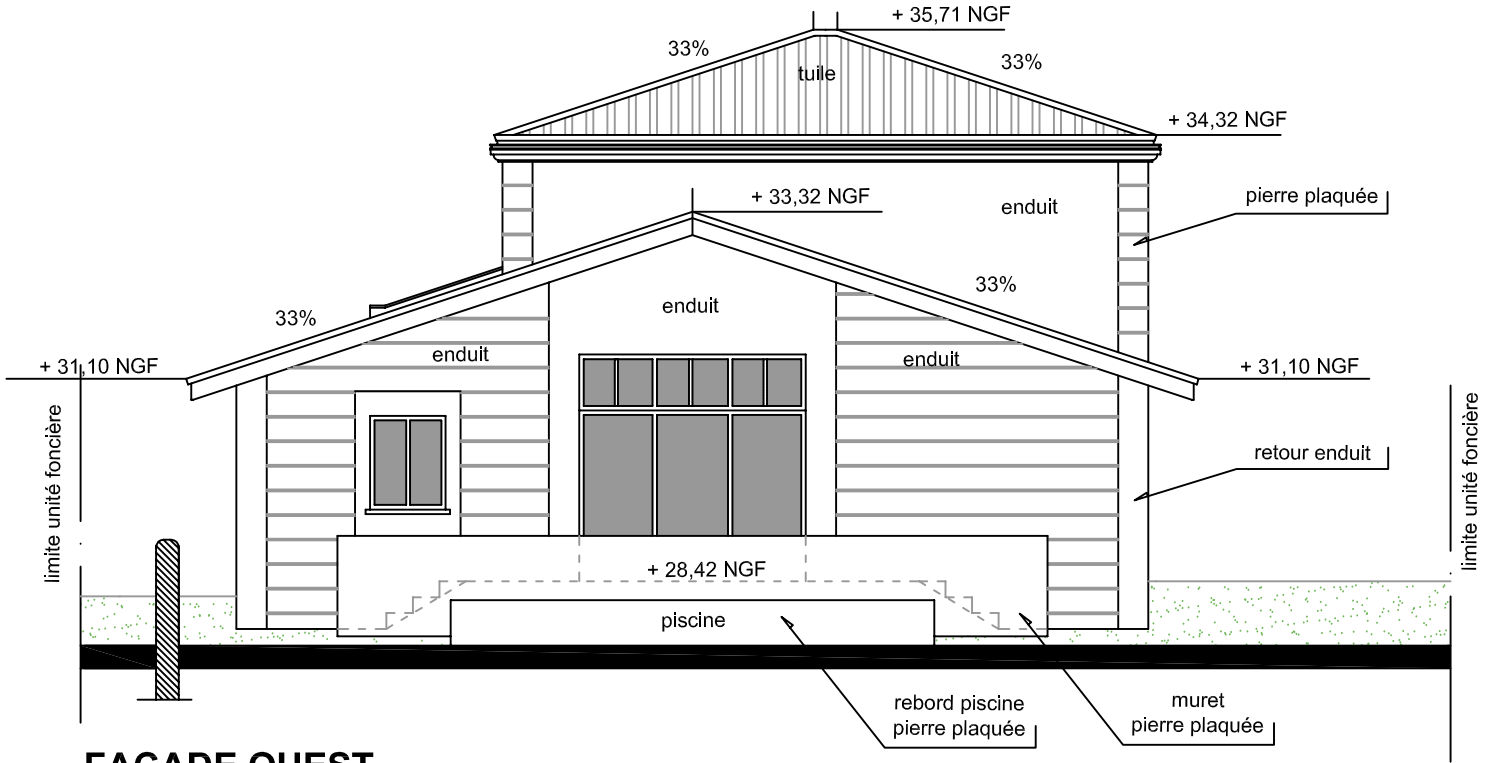 + 35,71 NGF
33%
33%
tuile
+ 34,32 NGF
+ 33,32 NGF
enduit
pierre plaquée
33%
enduit
33%
enduit
enduit
+ 31,10 NGF
+ 31,10 NGF
limite unité foncière
limite unité foncière
retour enduit
+ 28,42 NGF
piscine
rebord piscine
pierre plaquée
muret
pierre plaquée
FACADE OUEST